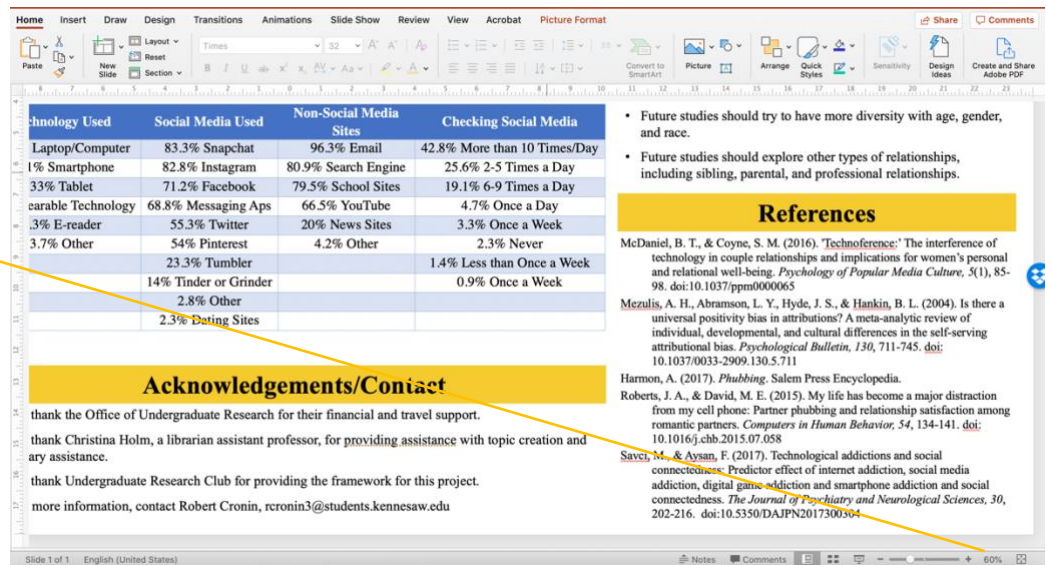 Home Insert Draw Design Transitions Animations Slide Show Review View Acrobat Picture Format Share Comments
Paste New Slide Layout Reset Section Times 32 Convert to SmartArt Picture Arrange Quick Styles Sensitivity Design Ideas Create and Share Adobe PDF
chnology Used Social Media Used Non-Social Media Sites Checking Social Media
Laptop/Computer 83.3% Snapchat 96.3% Email 42.8% More than 10 Times/Day
1% Smartphone 82.8% Instagram 80.9% Search Engine 25.6% 2-5 Times a Day
33% Tablet 71.2% Facebook 79.5% School Sites 19.1% 6-9 Times a Day
earable Technology 68.8% Messaging Aps 66.5% YouTube 4.7% Once a Day
.3% E-reader 55.3% Twitter 20% News Sites 3.3% Once a Week
3.7% Other 54% Pinterest 4.2% Other 2.3% Never
23.3% Tumbler 1.4% Less than Once a Week
14% Tinder or Grinder 0.9% Once a Week
2.8% Other
2.3% Dating Sites
Acknowledgements/Contact
thank the Office of Undergraduate Research for their financial and travel support.
thank Christina Holm, a librarian assistant professor, for providing assistance with topic creation and
ary assistance.
thank Undergraduate Research Club for providing the framework for this project.
more information, contact Robert Cronin, rcronin3@students.kennesaw.edu
• Future studies should try to have more diversity with age, gender,
and race.
• Future studies should explore other types of relationships,
including sibling, parental, and professional relationships.
References
McDaniel, B. T., & Coyne, S. M. (2016). 'Technoference:' The interference of
technology in couple relationships and implications for women's personal
and relational well-being. Psychology of Popular Media Culture, 5(1), 85-
98. doi:10.1037/ppm0000065
Mezulis, A. H., Abramson, L. Y., Hyde, J. S., & Hankin, B. L. (2004). Is there a
universal positivity bias in attributions? A meta-analytic review of
individual, developmental, and cultural differences in the self-serving
attributional bias. Psychological Bulletin, 130, 711-745. doi:
10.1037/0033-2909.130.5.711
Harmon, A. (2017). Phubbing. Salem Press Encyclopedia.
Roberts, J. A., & David, M. E. (2015). My life has become a major distraction
from my cell phone: Partner phubbing and relationship satisfaction among
romantic partners. Computers in Human Behavior, 54, 134-141. doi:
10.1016/j.chb.2015.07.058
Savci, M., & Aysan, F. (2017). Technological addictions and social
connectedness: Predictor effect of internet addiction, social media
addiction, digital game addiction and smartphone addiction and social
connectedness. The Journal of Psychiatry and Neurological Sciences, 30,
202-216. doi:10.5350/DAJPN2017300304
Slide 1 of 1 English (United States) Notes Comments 60%